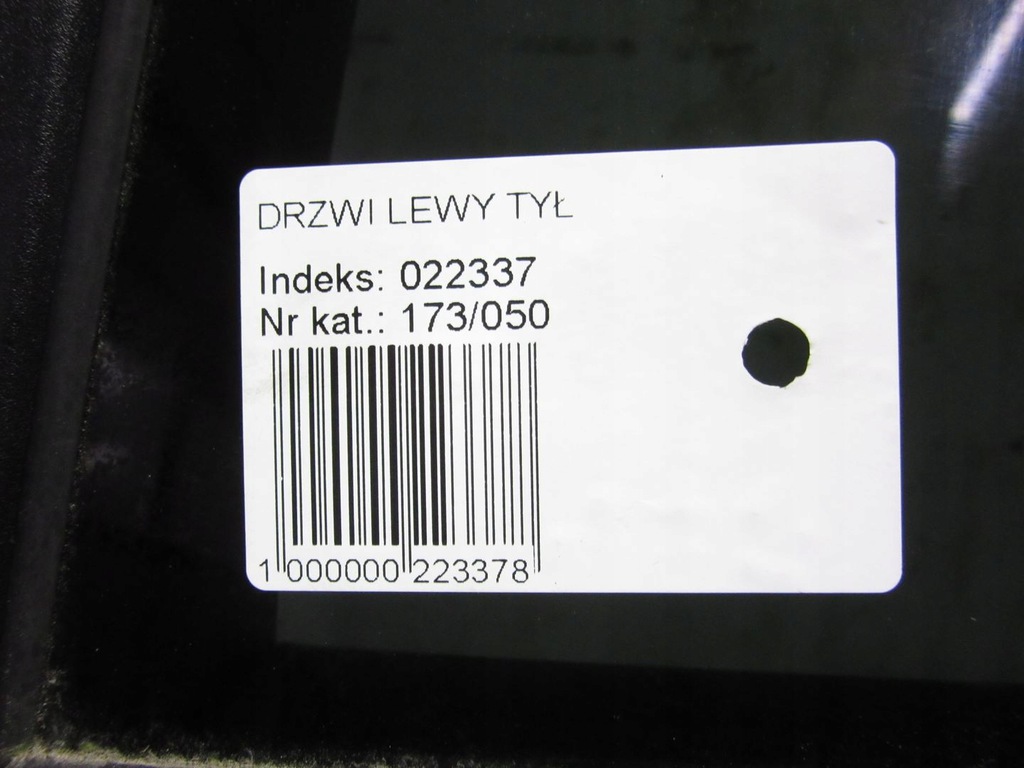 DRZWI LEWY TYŁ
Indeks: 022337
Nr kat.: 173/050
1 000000 223378